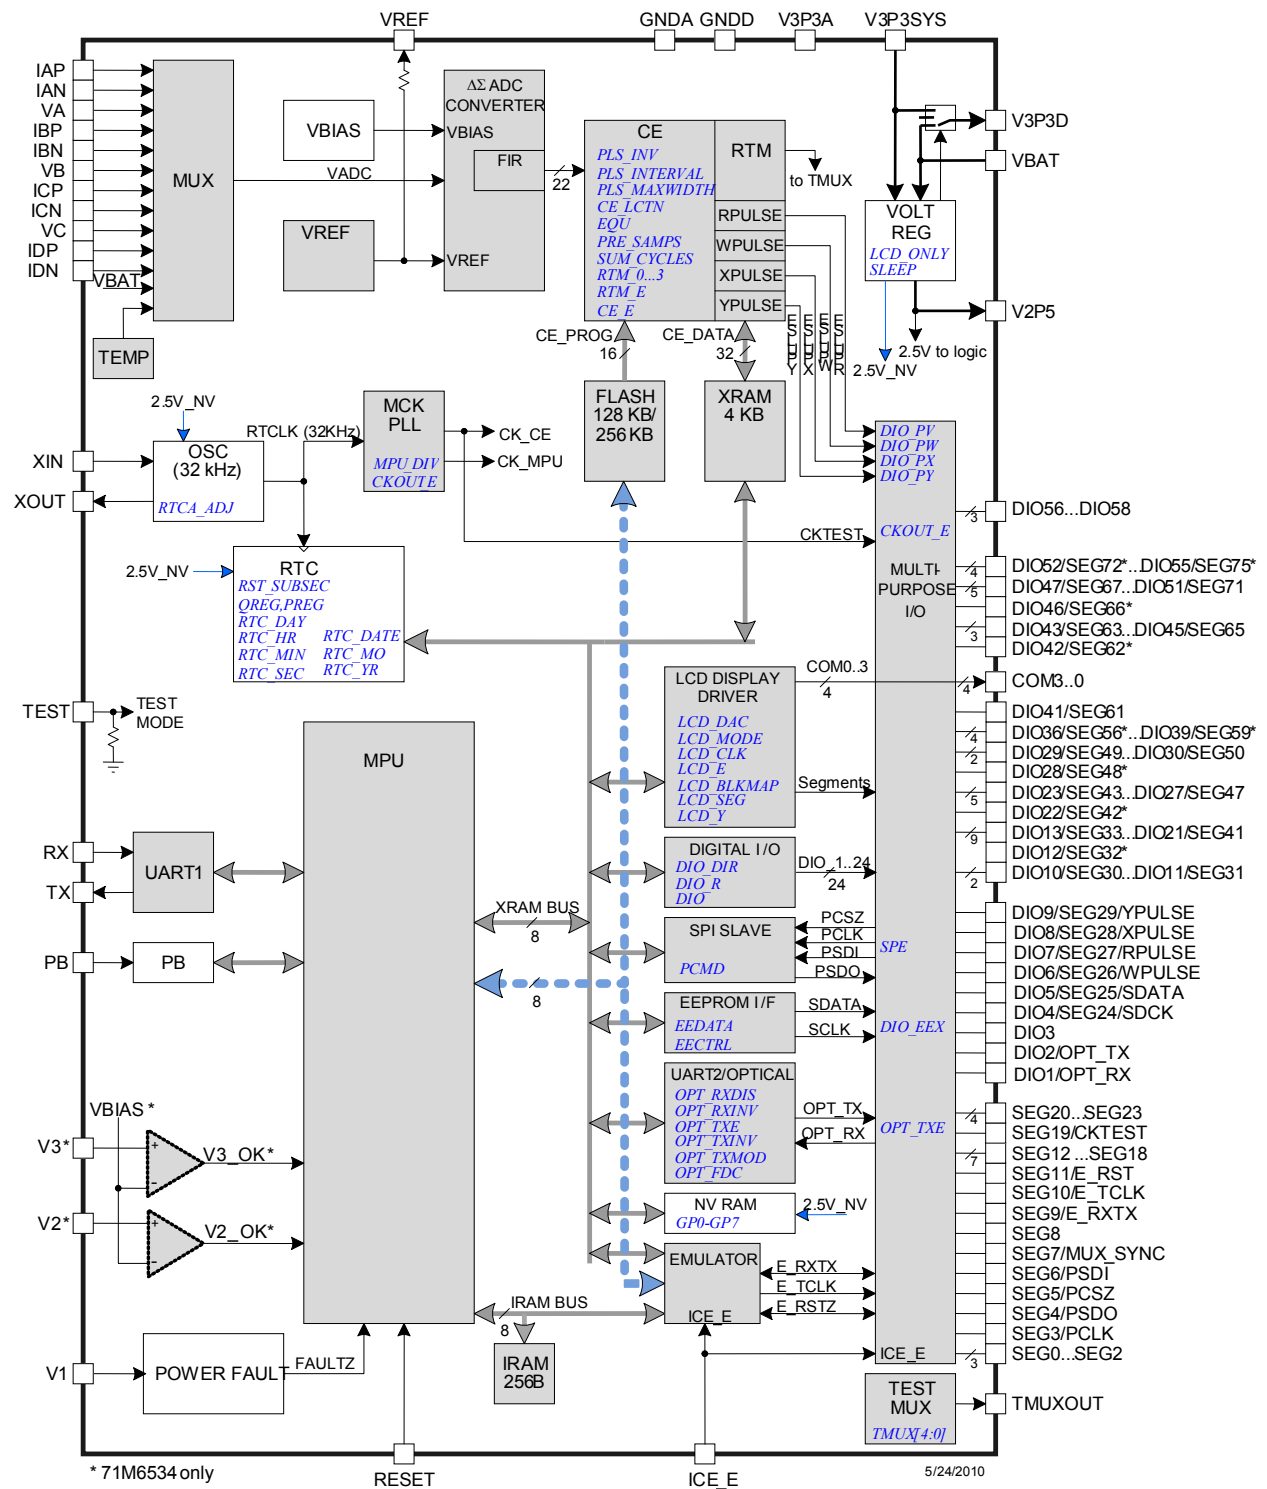 VREF
GNDA GNDD V3P3A V3P3SYS
IAP
IAN
VA
IBP
IBN
VB
ICP
ICN
VC
IDP
IDN
VBAT
MUX
TEMP
VBIAS
VADC
VREF
ΔΣ ADC
CONVERTER
VBIAS
FIR
VREF
22
CE
PLS_INV
PLS_INTERVAL
PLS_MAXWIDTH
CE_LCTN
EQU
PRE_SAMPS
SUM_CYCLES
RTM_0...3
RTM_E
CE_E
RTM
to TMUX
RPULSE
WPULSE
XPULSE
YPULSE
VOLT
REG
LCD_ONLY
SLEEP
V3P3D
VBAT
V2P5
2.5V to logic
2.5V_NV
CE_PROG
16
CE_DATA
32
FLASH
128 KB/
256 KB
XRAM
4 KB
2.5V_NV
XIN
XOUT
OSC
(32 kHz)
RTCA_ADJ
RTCLK (32KHz)
MCK
PLL
MPU_DIV
CKOUT_E
CK_CE
CK_MPU
CKTEST
2.5V_NV
RTC
RST_SUBSEC
QREG,PREG
RTC_DAY
RTC_HR RTC_DATE
RTC_MIN RTC_MO
RTC_SEC RTC_YR
DIO_PV
DIO_PW
DIO_PX
DIO_PY
CKOUT_E
MULTI-
PURPOSE
I/O
SPE
DIO_EEX
OPT_TXE
ICE_E
TEST
TEST
MODE
MPU
RX
TX
UART1
PB
PB
XRAM BUS
8
8
IRAM BUS
8
IRAM
256B
LCD DISPLAY
DRIVER
LCD_DAC
LCD_MODE
LCD_CLK
LCD_E
LCD_BLKMAP
LCD_SEG
LCD_Y
COM0..3
4
Segments
DIGITAL I/O
DIO_DIR
DIO_R
DIO
DIO_1..24
24
SPI SLAVE
PCMD
PCSZ
PCLK
PSDI
PSDO
EEPROM I/F
EEDATA
EECTRL
SDATA
SCLK
UART2/OPTICAL
OPT_RXDIS
OPT_RXINV
OPT_TXE
OPT_TXINV
OPT_TXMOD
OPT_FDC
OPT_TX
OPT_RX
NV RAM
GP0-GP7
2.5V_NV
EMULATOR
ICE_E
E_RXTX
E_TCLK
E_RSTZ
VBIAS *
V3*
+
–
V3_OK*
V2*
+
–
V2_OK*
V1
POWER FAULT
FAULTZ
TEST
MUX
TMUX[4:0]
3
DIO56...DIO58
4
DIO52/SEG72*...DIO55/SEG75*
5
DIO47/SEG67...DIO51/SEG71
DIO46/SEG66*
3
DIO43/SEG63...DIO45/SEG65
DIO42/SEG62*
4
COM3..0
DIO41/SEG61
4
DIO36/SEG56*...DIO39/SEG59*
2
DIO29/SEG49...DIO30/SEG50
DIO28/SEG48*
5
DIO23/SEG43...DIO27/SEG47
DIO22/SEG42*
9
DIO13/SEG33...DIO21/SEG41
DIO12/SEG32*
2
DIO10/SEG30...DIO11/SEG31
DIO9/SEG29/YPULSE
DIO8/SEG28/XPULSE
DIO7/SEG27/RPULSE
DIO6/SEG26/WPULSE
DIO5/SEG25/SDATA
DIO4/SEG24/SDCK
DIO3
DIO2/OPT_TX
DIO1/OPT_RX
4
SEG20...SEG23
SEG19/CKTEST
7
SEG12 ...SEG18
SEG11/E_RST
SEG10/E_TCLK
SEG9/E_RXTX
SEG8
SEG7/MUX_SYNC
SEG6/PSDI
SEG5/PCSZ
SEG4/PSDO
SEG3/PCLK
3
SEG0...SEG2
TMUXOUT
* 71M6534 only
RESET
ICE_E
5/24/2010